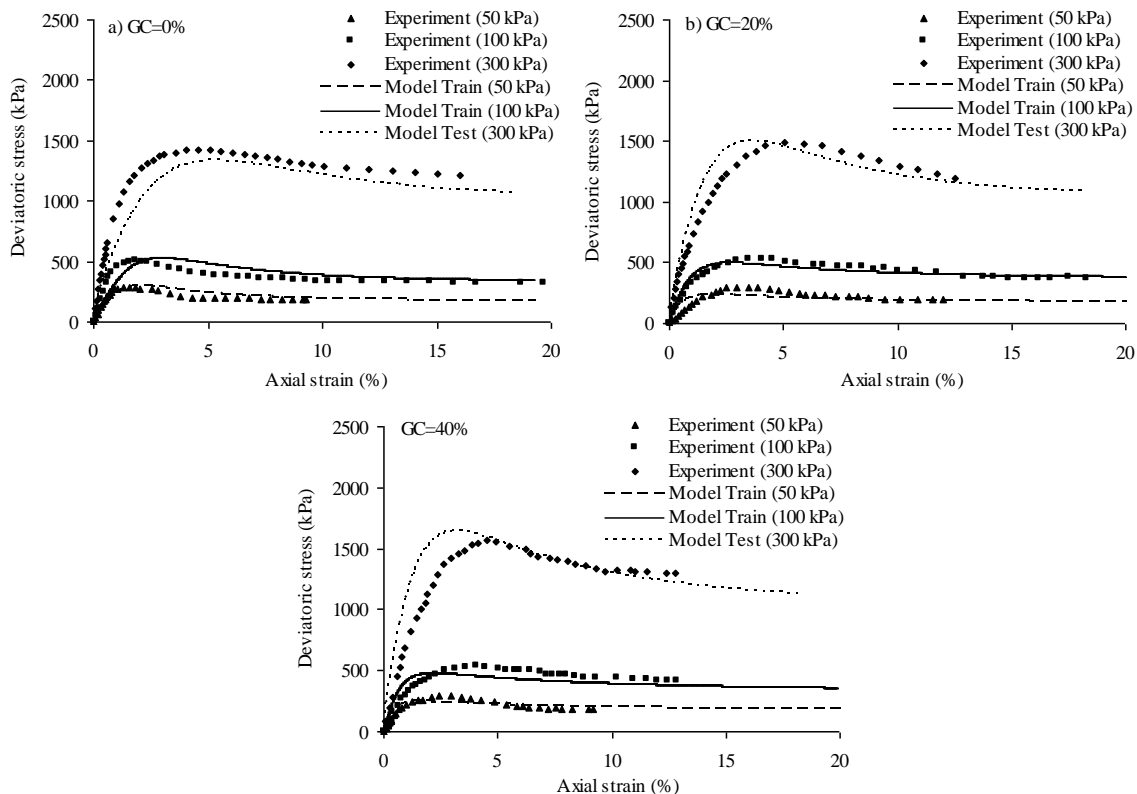 a) GC=0%
Experiment (50 kPa)
Experiment (100 kPa)
Experiment (300 kPa)
Model Train (50 kPa)
Model Train (100 kPa)
Model Test (300 kPa)
Deviatoric stress (kPa)
2500
2000
1500
1000
500
0
0 5 10 15 20
Axial strain (%)
b) GC=20%
Experiment (50 kPa)
Experiment (100 kPa)
Experiment (300 kPa)
Model Train (50 kPa)
Model Train (100 kPa)
Model Test (300 kPa)
Deviatoric stress (kPa)
2500
2000
1500
1000
500
0
0 5 10 15 20
Axial strain (%)
GC=40%
Experiment (50 kPa)
Experiment (100 kPa)
Experiment (300 kPa)
Model Train (50 kPa)
Model Train (100 kPa)
Model Test (300 kPa)
Deviatoric stress (kPa)
2500
2000
1500
1000
500
0
0 5 10 15 20
Axial strain (%)